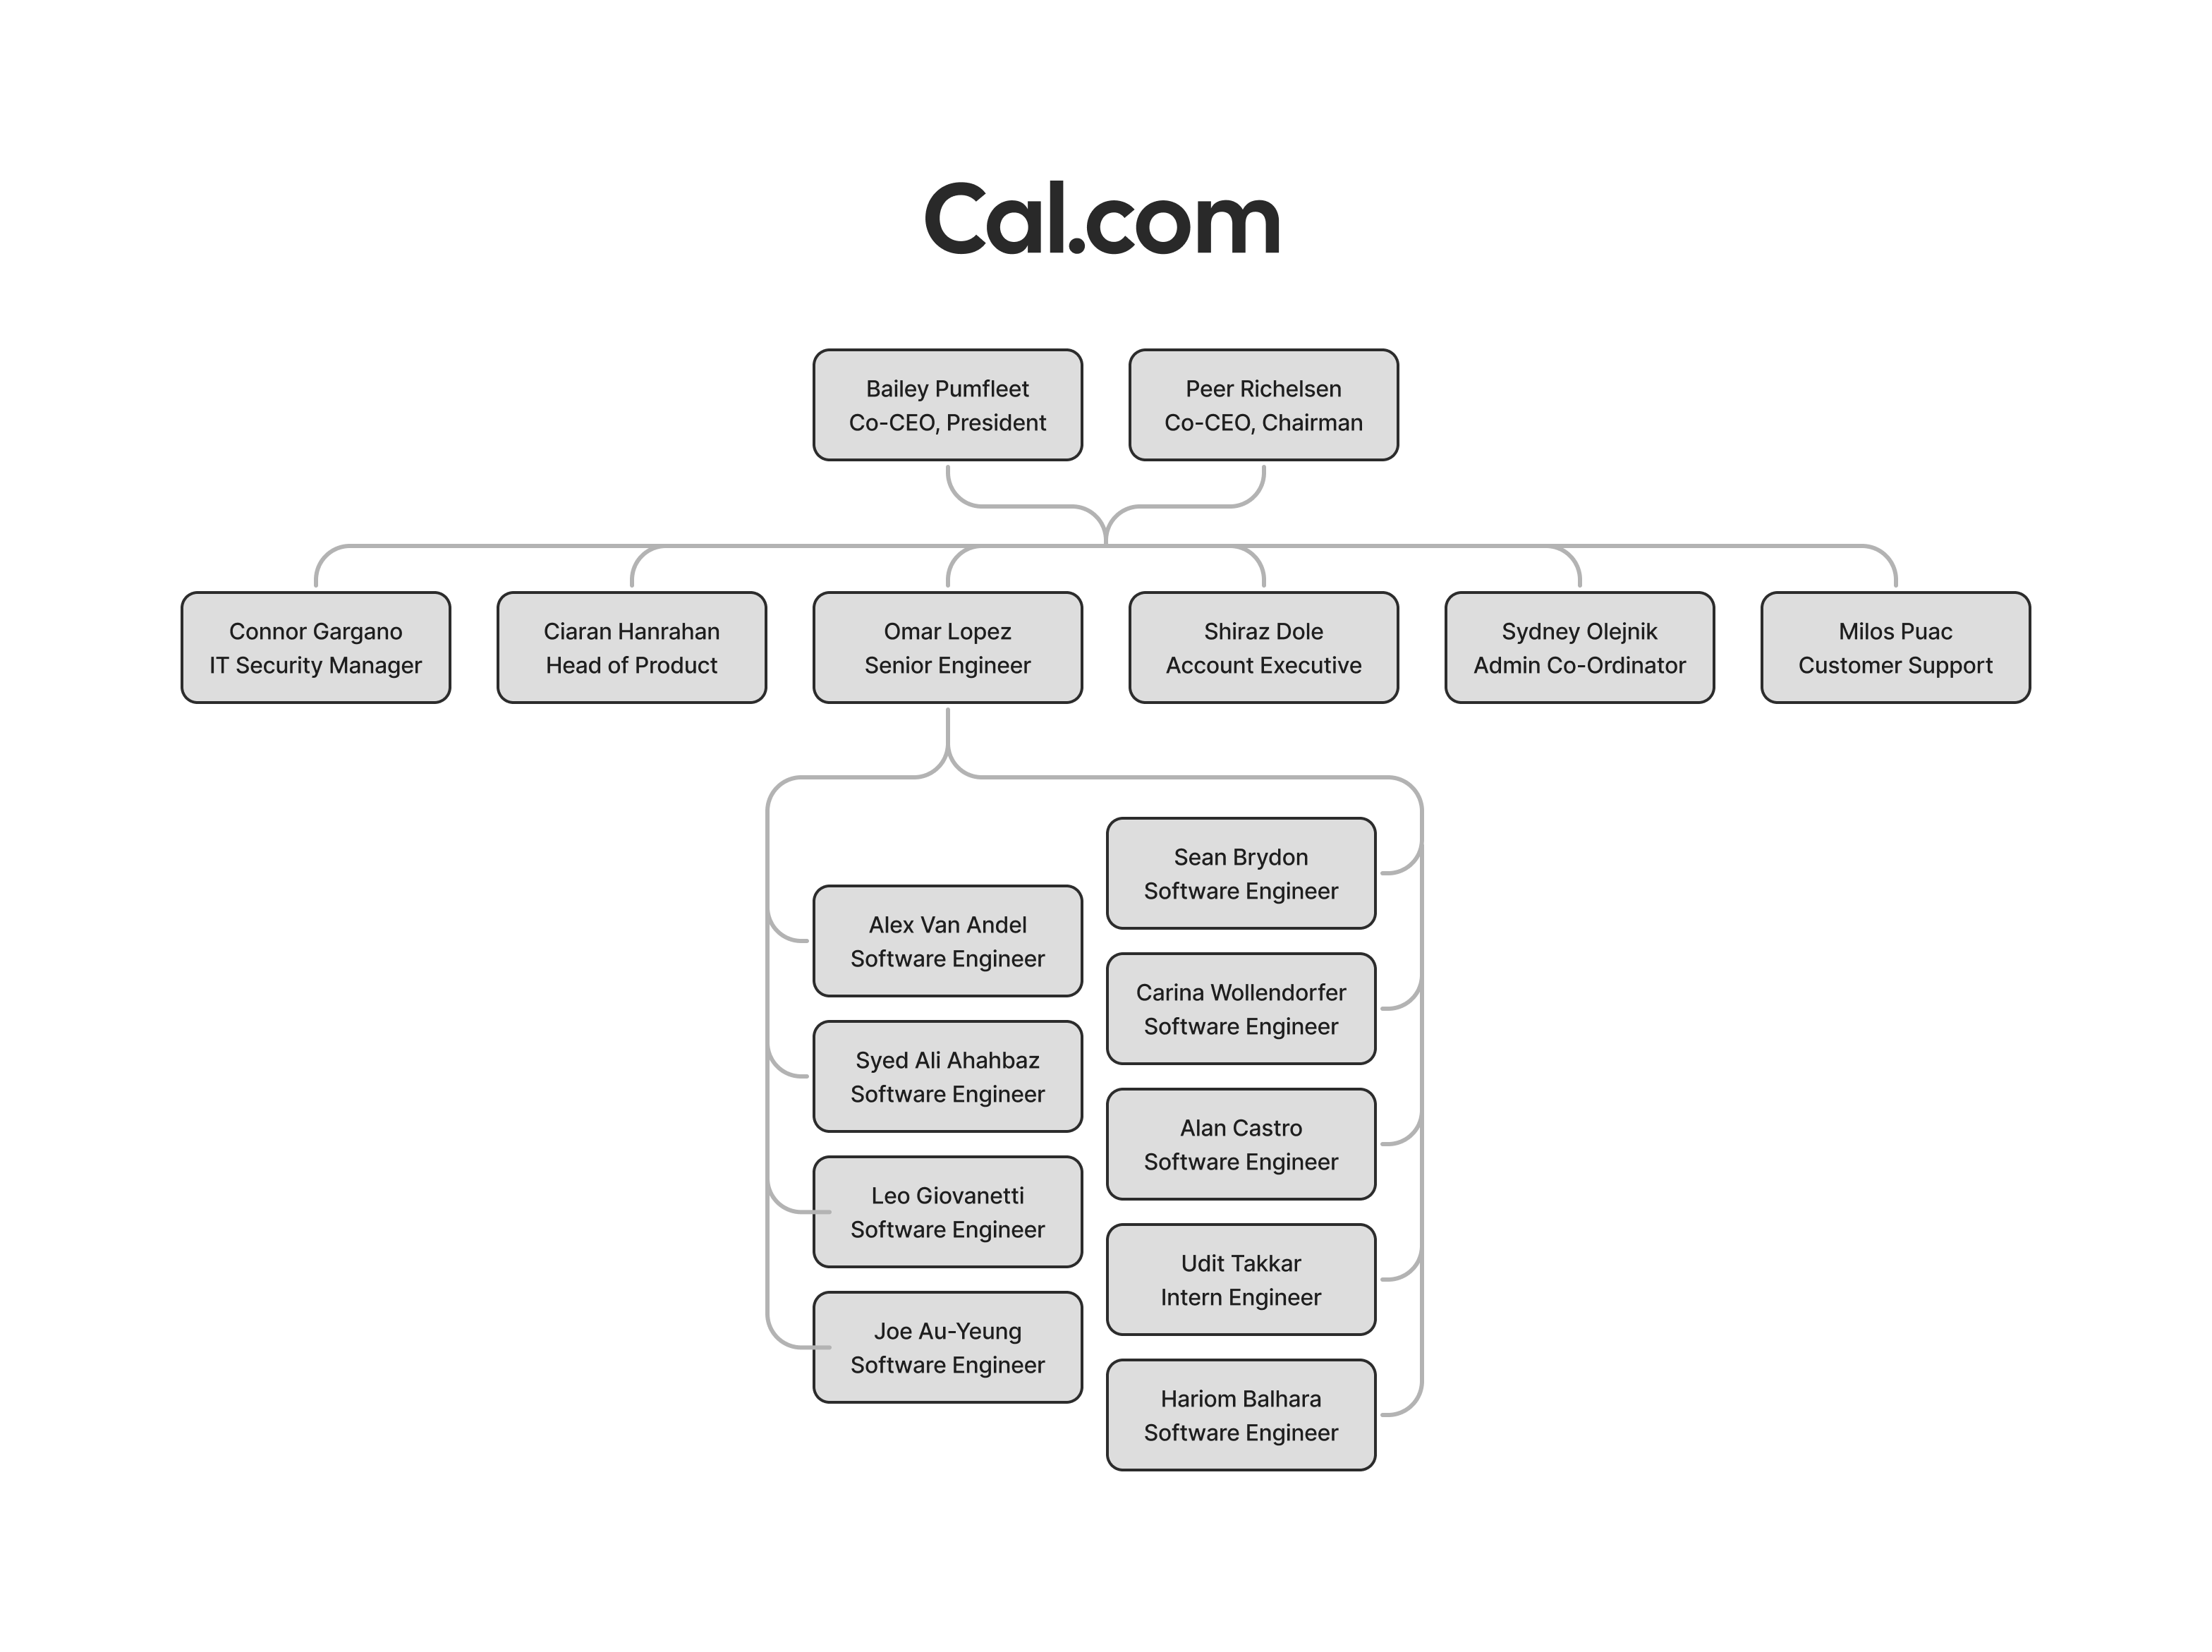 Cal.com
Bailey Pumfleet
Co-CEO, President
Peer Richelsen
Co-CEO, Chairman
Connor Gargano
IT Security Manager
Ciaran Hanrahan
Head of Product
Omar Lopez
Senior Engineer
Shiraz Dole
Account Executive
Sydney Olejnik
Admin Co-Ordinator
Milos Puac
Customer Support
Alex Van Andel
Software Engineer
Syed Ali Ahahbaz
Software Engineer
Leo Giovanetti
Software Engineer
Joe Au-Yeung
Software Engineer
Sean Brydon
Software Engineer
Carina Wollendorfer
Software Engineer
Alan Castro
Software Engineer
Udit Takkar
Intern Engineer
Hariom Balhara
Software Engineer